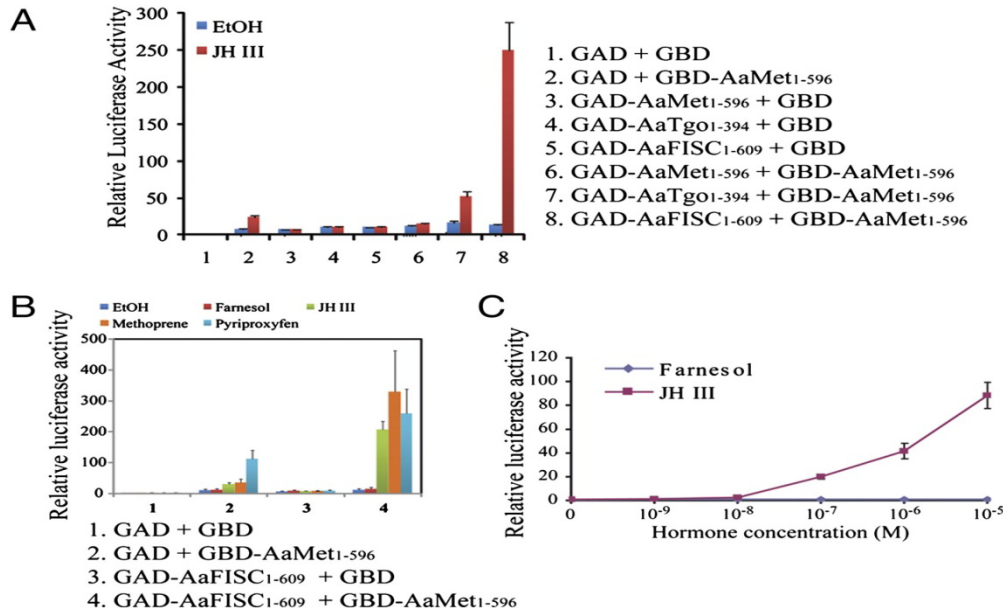 A
Relative Luciferase Activity
300
250
200
150
100
50
0
EtOH
JH III
1 2 3 4 5 6 7 8
1. GAD + GBD
2. GAD + GBD-AaMet1-596
3. GAD-AaMet1-596 + GBD
4. GAD-AaTgo1-394 + GBD
5. GAD-AaFISC1-609 + GBD
6. GAD-AaMet1-596 + GBD-AaMet1-596
7. GAD-AaTgo1-394 + GBD-AaMet1-596
8. GAD-AaFISC1-609 + GBD-AaMet1-596
B
EtOH Farnesol JH III
Methoprene Pyriproxyfen
Relative luciferase activity
500
400
300
200
100
0
1 2 3 4
1. GAD + GBD
2. GAD + GBD-AaMet1-596
3. GAD-AaFISC1-609 + GBD
4. GAD-AaFISC1-609 + GBD-AaMet1-596
C
Relative luciferase activity
120
100
80
60
40
20
0
Farnesol
JH III
0 10-9 10-8 10-7 10-6 10-5
Hormone concentration (M)